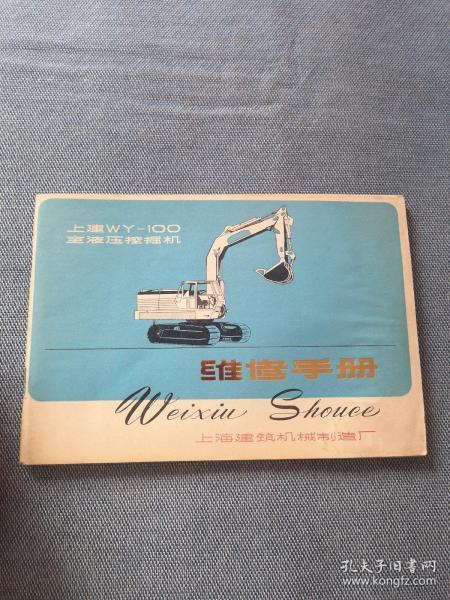 上建WY-100
全液压挖掘机
维修手册
Weixiu Shouce
上海建筑机械制造厂
孔夫子旧书网
www.kongfz.com